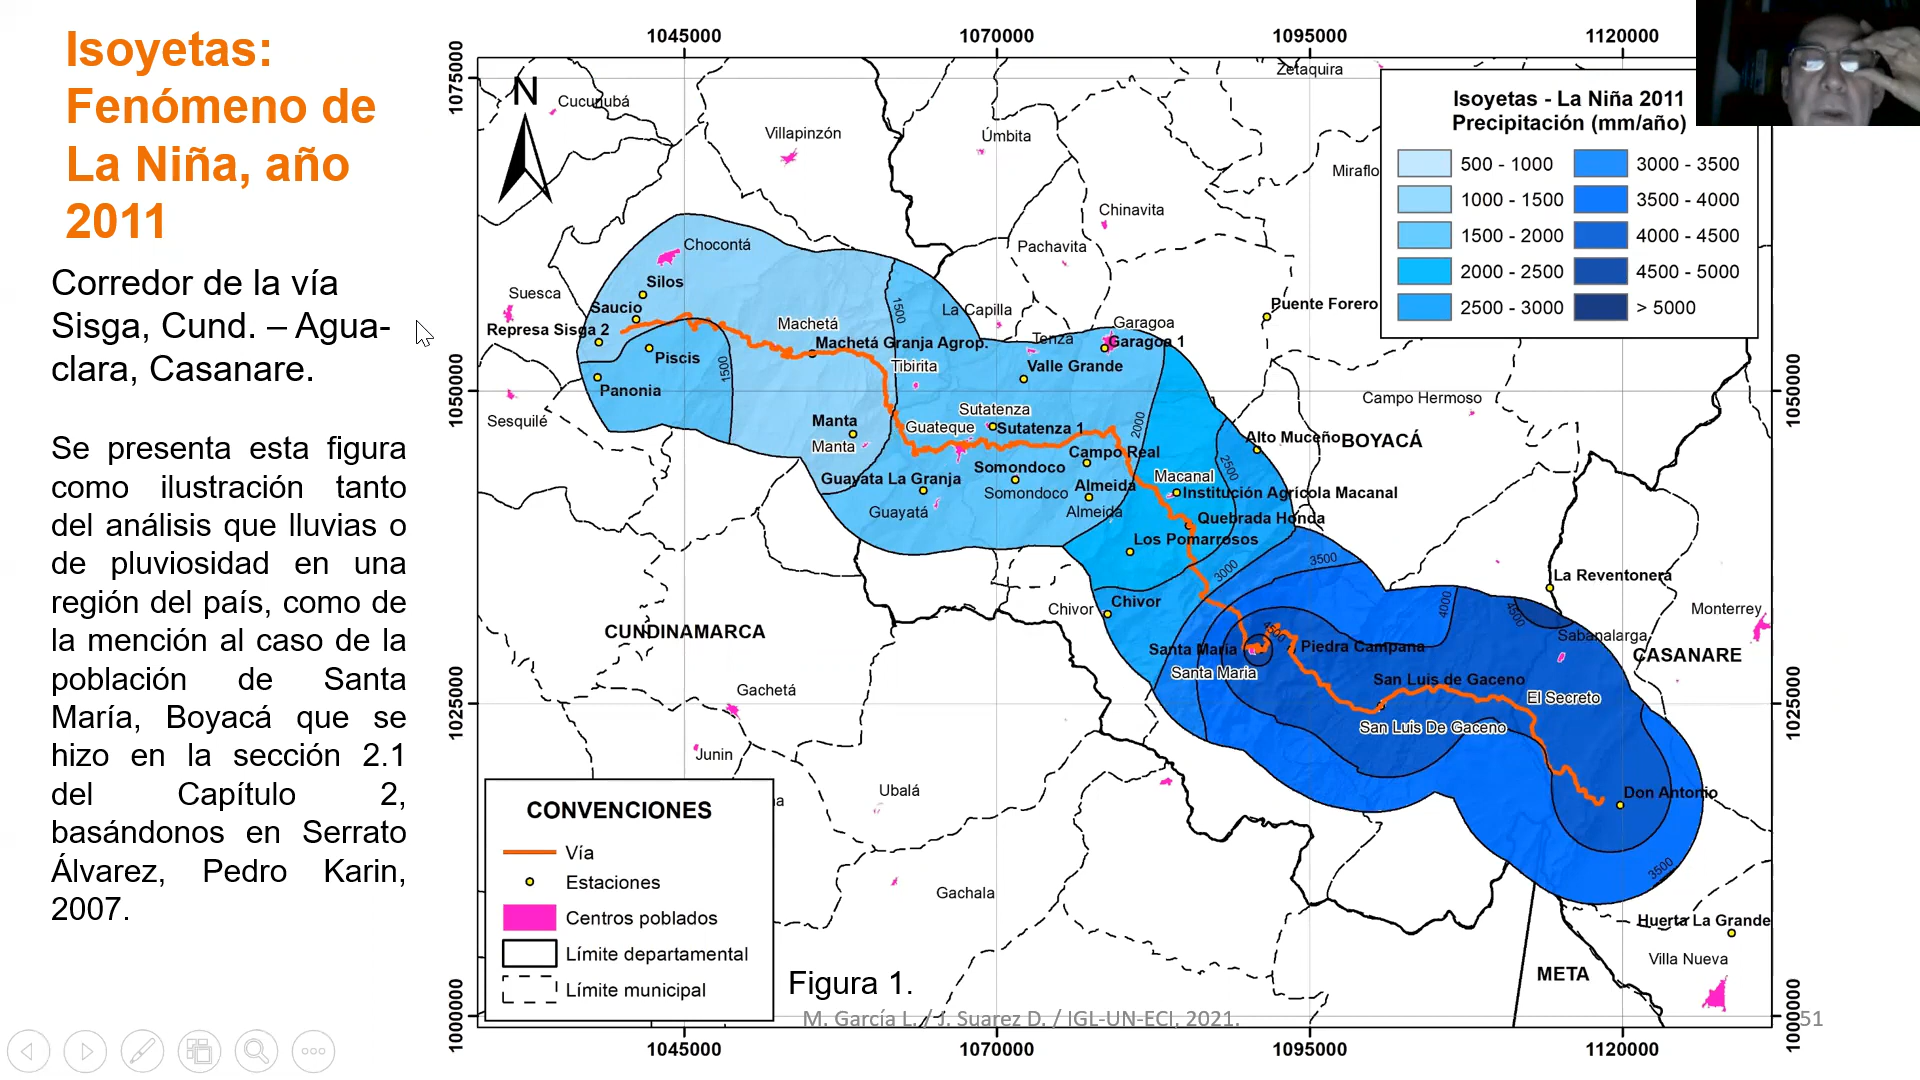 Isoyetas:
Fenómeno de
La Niña, año
2011
Corredor de la vía
Sisga, Cund. – Agua-
clara, Casanare.
Se presenta esta figura
como ilustración tanto
del análisis que lluvias o
de pluviosidad en una
región del país, como de
la mención al caso de la
población de Santa
María, Boyacá que se
hizo en la sección 2.1
del Capítulo 2,
basándonos en Serrato
Álvarez, Pedro Karin,
2007.
1045000 1070000 1095000 1120000
1075000
1050000
1025000
1000000
N
Isoyetas - La Niña 2011
Precipitación (mm/año)
500 - 1000 3000 - 3500
1000 - 1500 3500 - 4000
1500 - 2000 4000 - 4500
2000 - 2500 4500 - 5000
2500 - 3000 > 5000
Zetaquira
Cucunubá
Villapinzón
Úmbita
Miraflo
Chinavita
Pachavita
Chocontá
Silos
Suesca
Saucio
Represa Sisga 2
Piscis
Panonia
Sesquilé
1500
1500
Machetá
Machetá Granja Agrop.
Tibirita
La Capilla
Tenza
Garagoa
Garagoa 1
Valle Grande
Puente Forero
Campo Hermoso
Manta
Manta
Sutatenza
Guateque
Sutatenza 1
2000
Campo Real
Somondoco
Somondoco
Guayata La Granja
Guayatá
Almeida
Almeida
Alto Muceño
BOYACÁ
2500
Macanal
Institución Agrícola Macanal
Quebrada Honda
Los Pomarrosos
3000
3500
Chivor
Chivor
4000
4500
4500
La Reventonera
Monterrey
Sabanalarga
CASANARE
CUNDINAMARCA
Santa María
Santa María
Piedra Campana
San Luis de Gaceno
San Luis De Gaceno
El Secreto
Gachetá
Junin
Ubalá
a
Gachala
Don Antonio
3500
Huerta La Grande
Villa Nueva
META
1050000
1025000
1000000
CONVENCIONES
Vía
Estaciones
Centros poblados
Límite departamental
Límite municipal
Figura 1.
M. García L. / J. Suarez D. / IGL-UN-ECI, 2021.
51
1045000 1070000 1095000 1120000